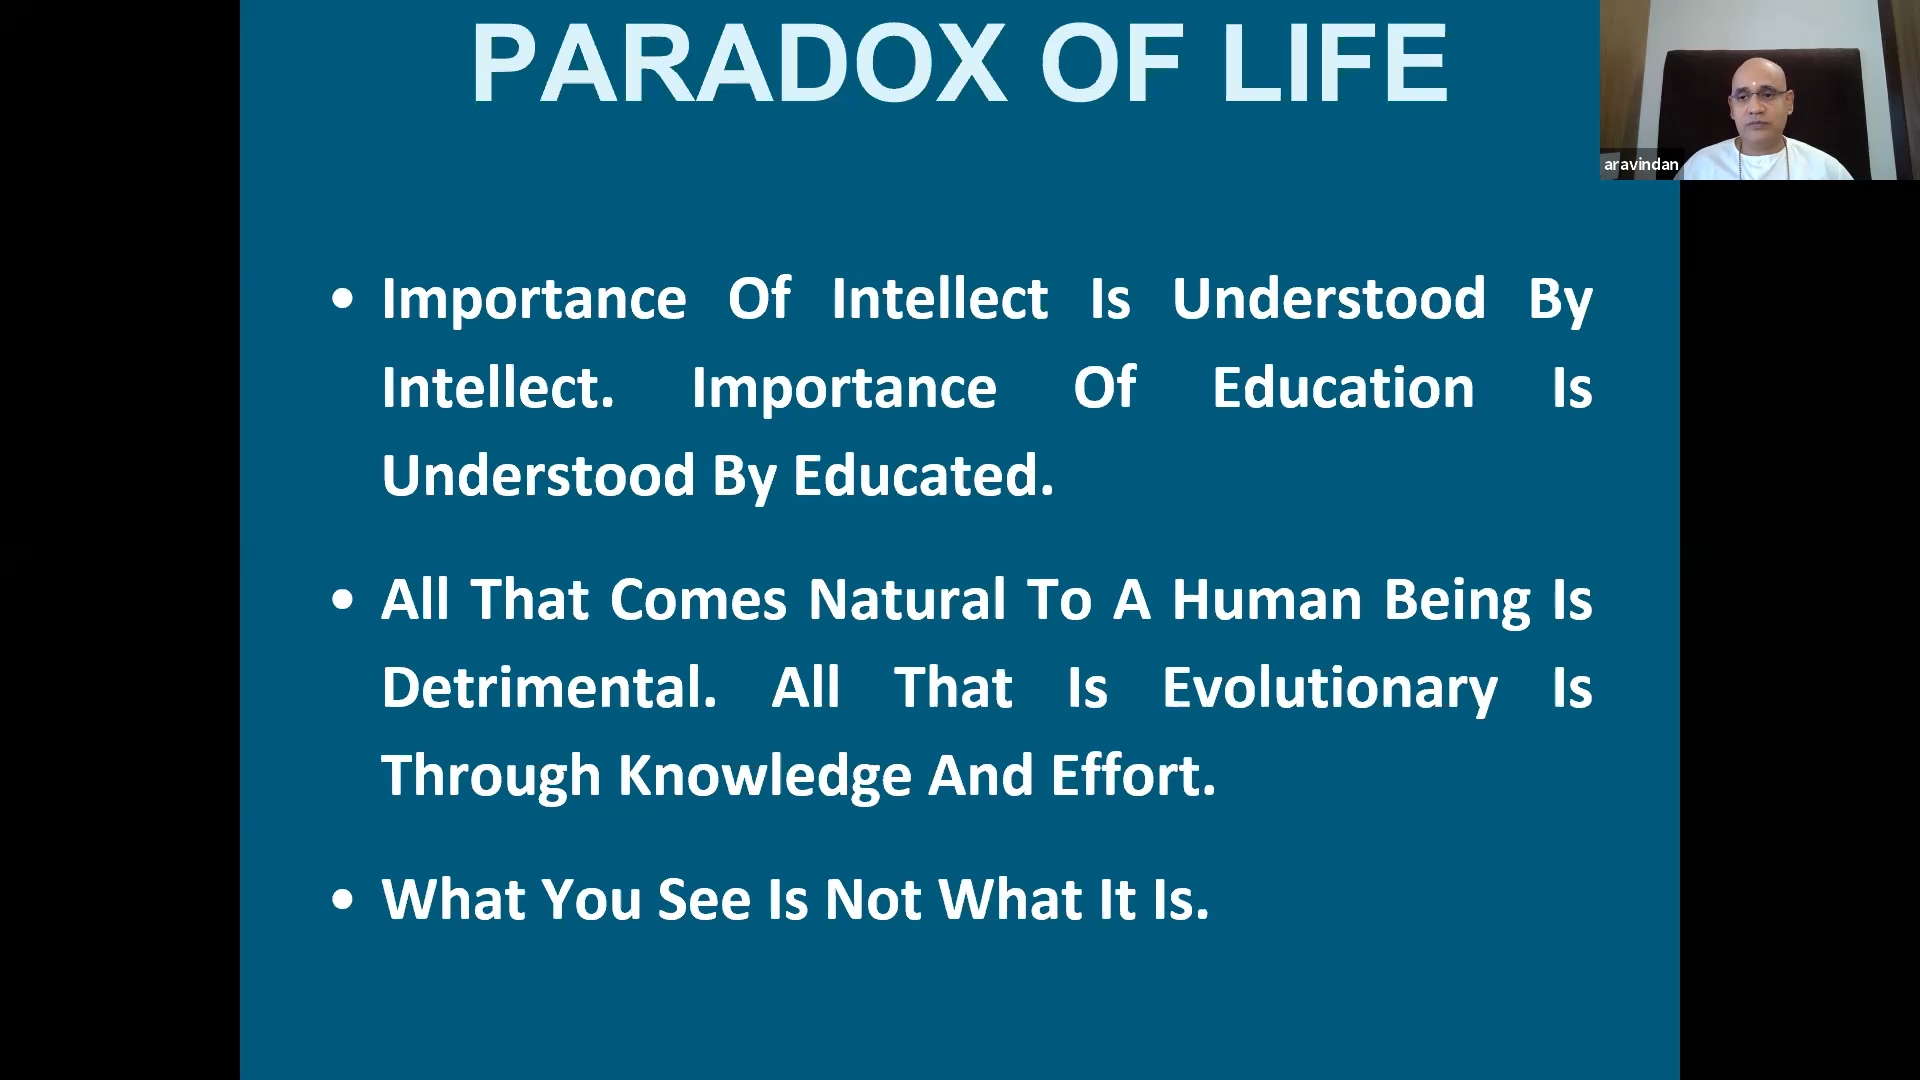 PARADOX OF LIFE
aravindan
• Importance Of Intellect Is Understood By
Intellect. Importance Of Education Is
Understood By Educated.
• All That Comes Natural To A Human Being Is
Detrimental. All That Is Evolutionary Is
Through Knowledge And Effort.
• What You See Is Not What It Is.